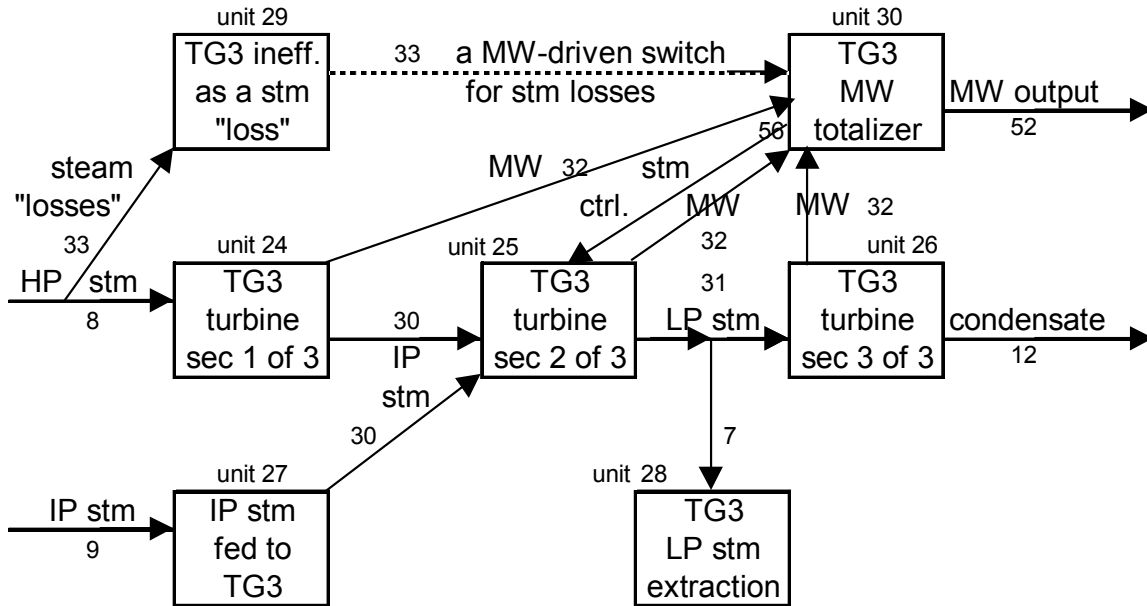 unit 29
TG3 ineff.
as a stm
"loss"
33
a MW-driven switch
for stm losses
unit 30
TG3
MW
totalizer
MW output
52
steam
"losses"
33
HP stm
8
unit 24
TG3
turbine
sec 1 of 3
MW 32
56
stm
ctrl.
MW
32
MW 32
30
IP
stm
30
unit 25
TG3
turbine
sec 2 of 3
31
LP stm
unit 26
TG3
turbine
sec 3 of 3
condensate
12
7
IP stm
9
unit 27
IP stm
fed to
TG3
unit 28
TG3
LP stm
extraction